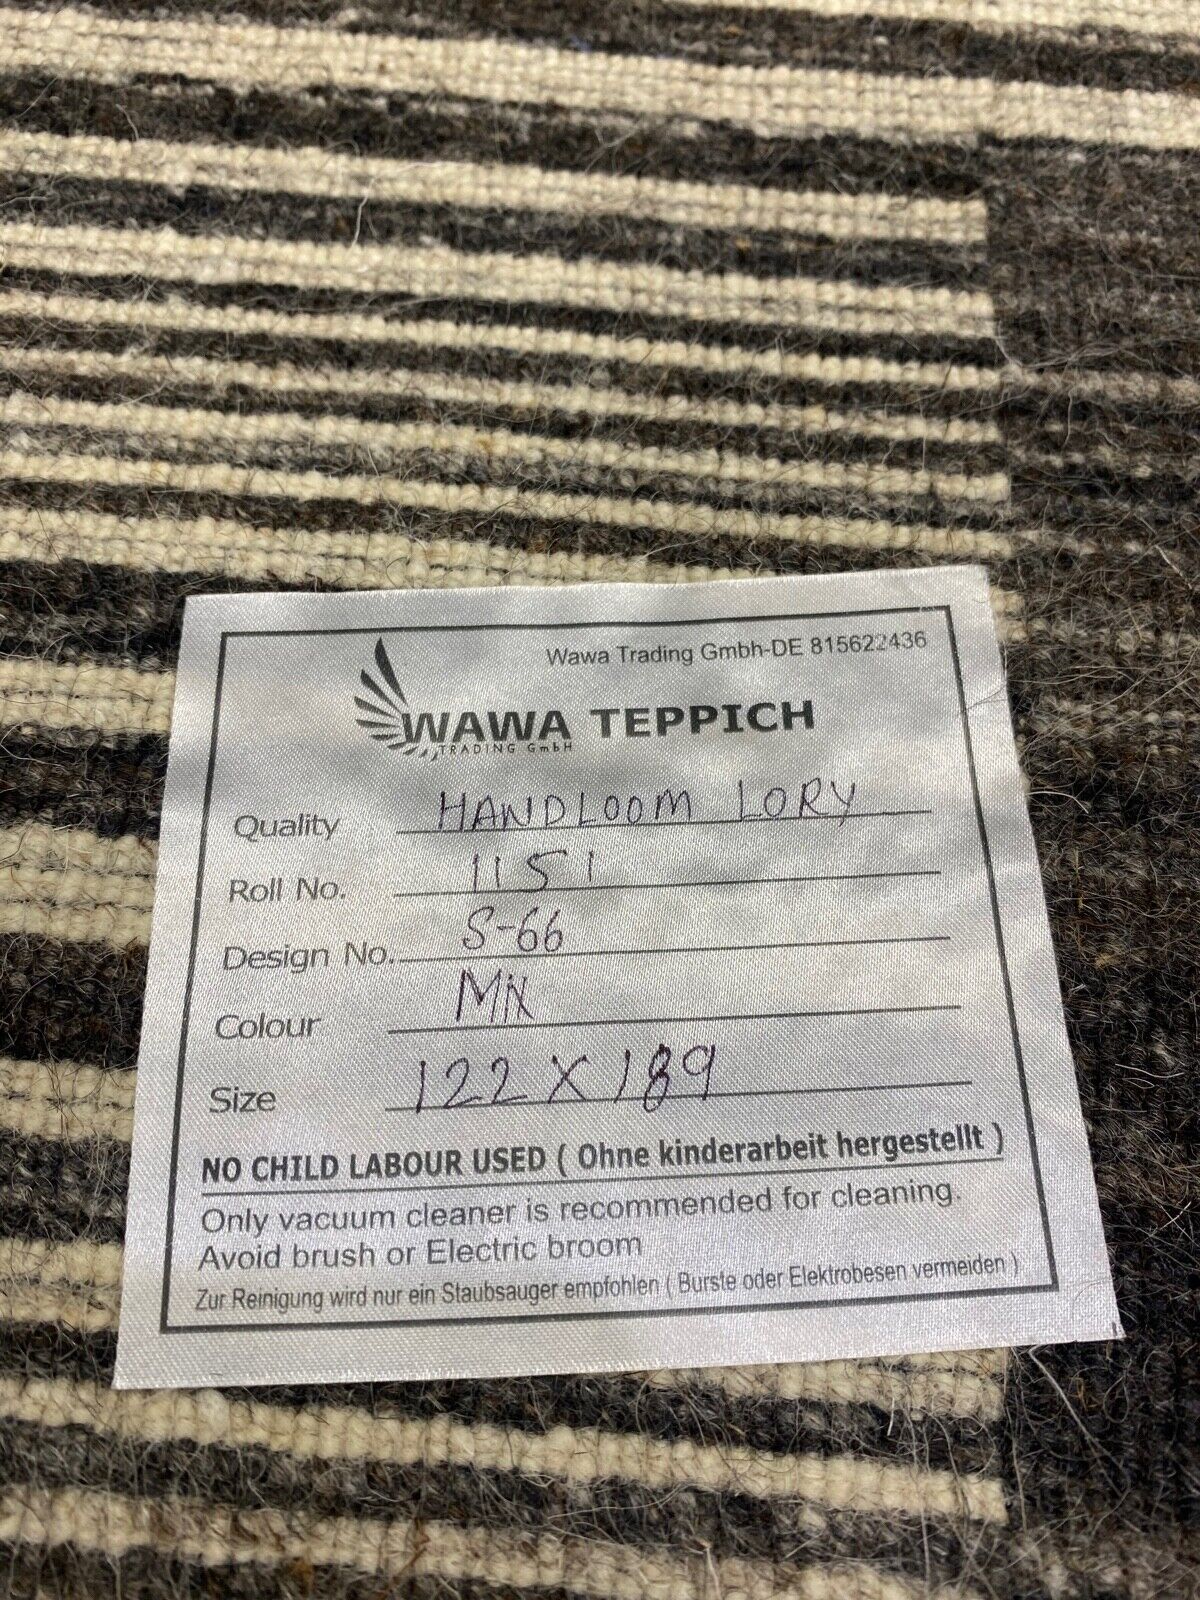 Wawa Trading Gmbh-DE 815622436
WAWA TEPPICH
TRADING GmbH
Quality HANDLOOM LORY
Roll No. 1151
Design No. S-66
Colour MIX
Size 122 X 189
NO CHILD LABOUR USED ( Ohne kinderarbeit hergestellt )
Only vacuum cleaner is recommended for cleaning.
Avoid brush or Electric broom
Zur Reinigung wird nur ein Staubsauger empfohlen ( Burste oder Elektrobesen vermeiden )